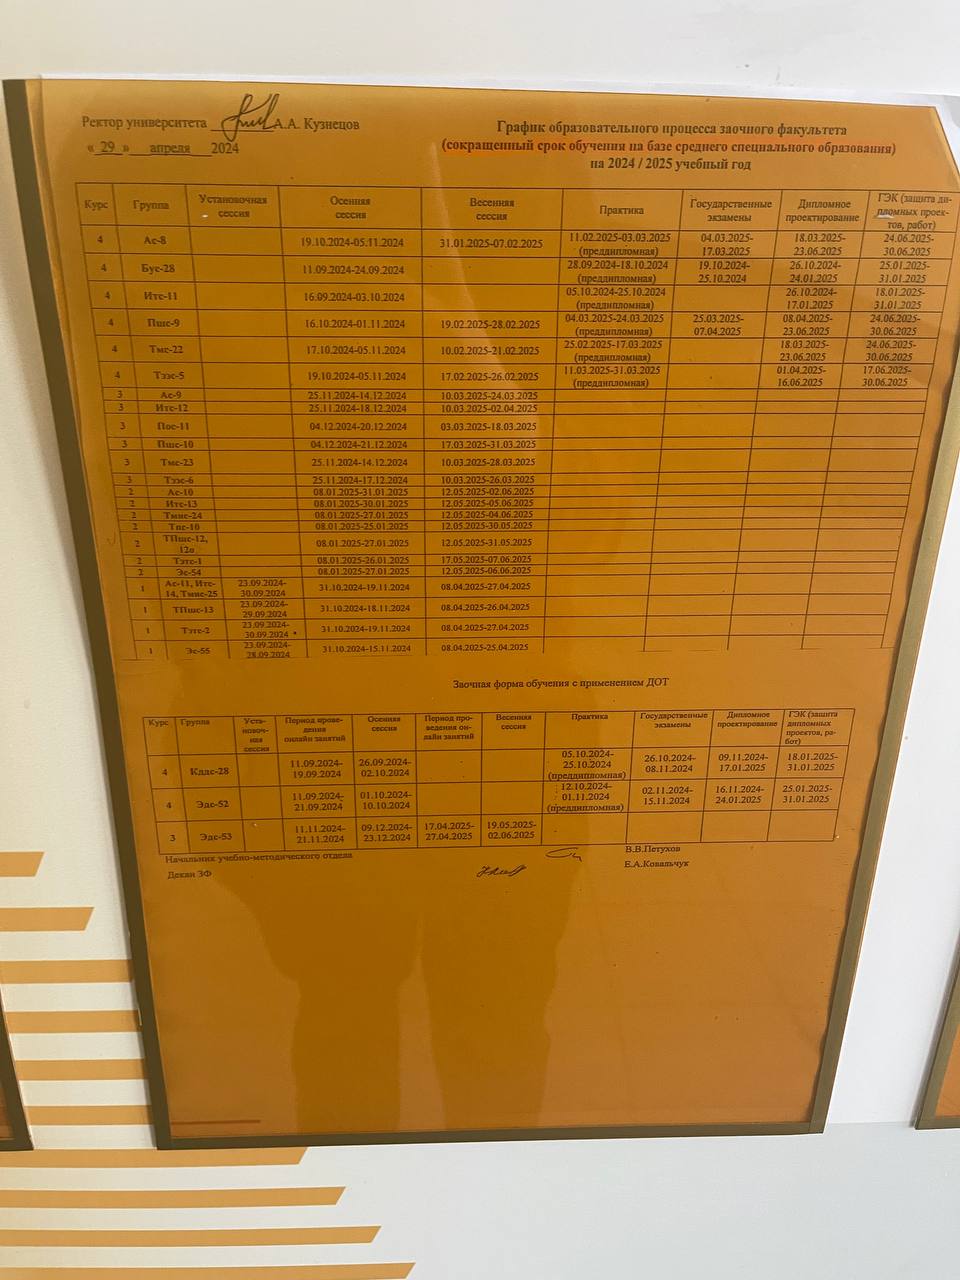 Ректор университета А.А. Кузнецов
« 29 » апреля 2024
График образовательного процесса заочного факультета
(сокращенный срок обучения на базе среднего специального образования)
на 2024 / 2025 учебный год
Курс Группа Установочная сессия Осенняя сессия Весенняя сессия Практика Государственные экзамены Дипломное проектирование ГЭК (защита дипломных проектов, работ)
4 Ас-8 19.10.2024-05.11.2024 31.01.2025-07.02.2025 11.02.2025-03.03.2025 (преддипломная) 04.03.2025-17.03.2025 18.03.2025-23.06.2025 24.06.2025-30.06.2025
4 Бус-28 11.09.2024-24.09.2024 28.09.2024-18.10.2024 (преддипломная) 19.10.2024-25.10.2024 26.10.2024-24.01.2025 25.01.2025-31.01.2025
4 Итс-11 16.09.2024-03.10.2024 05.10.2024-25.10.2024 (преддипломная) 26.10.2024-17.01.2025 18.01.2025-31.01.2025
4 Пшс-9 16.10.2024-01.11.2024 19.02.2025-28.02.2025 04.03.2025-24.03.2025 (преддипломная) 25.03.2025-07.04.2025 08.04.2025-23.06.2025 24.06.2025-30.06.2025
4 Тмс-22 17.10.2024-05.11.2024 10.02.2025-21.02.2025 25.02.2025-17.03.2025 (преддипломная) 18.03.2025-23.06.2025 24.06.2025-30.06.2025
4 Тээс-5 19.10.2024-05.11.2024 17.02.2025-26.02.2025 11.03.2025-31.03.2025 (преддипломная) 01.04.2025-16.06.2025 17.06.2025-30.06.2025
3 Ас-9 25.11.2024-14.12.2024 10.03.2025-24.03.2025
3 Итс-12 25.11.2024-18.12.2024 10.03.2025-02.04.2025
3 Пос-11 04.12.2024-20.12.2024 03.03.2025-18.03.2025
3 Пшс-10 04.12.2024-21.12.2024 17.03.2025-31.03.2025
3 Тмс-23 25.11.2024-14.12.2024 10.03.2025-28.03.2025
3 Тээс-6 25.11.2024-17.12.2024 10.03.2025-26.03.2025
2 Ас-10 08.01.2025-31.01.2025 12.05.2025-02.06.2025
2 Итс-13 08.01.2025-30.01.2025 12.05.2025-05.06.2025
2 Тмнс-24 08.01.2025-27.01.2025 12.05.2025-04.06.2025
2 Тпс-10 08.01.2025-25.01.2025 12.05.2025-30.05.2025
2 ТПшс-12, 12о 08.01.2025-27.01.2025 12.05.2025-31.05.2025
2 Тэтс-1 08.01.2025-26.01.2025 17.05.2025-07.06.2025
2 Эс-54 08.01.2025-27.01.2025 12.05.2025-06.06.2025
1 Ас-11, Итс-14, Тмнс-25 23.09.2024-30.09.2024 31.10.2024-19.11.2024 08.04.2025-27.04.2025
1 ТПшс-13 23.09.2024-29.09.2024 31.10.2024-18.11.2024 08.04.2025-26.04.2025
1 Тэтс-2 23.09.2024-30.09.2024 31.10.2024-19.11.2024 08.04.2025-27.04.2025
1 Эс-55 23.09.2024-28.09.2024 31.10.2024-15.11.2024 08.04.2025-25.04.2025
Заочная форма обучения с применением ДОТ
Курс Группа Установочная сессия Период проведения онлайн занятий Осенняя сессия Период проведения онлайн занятий Весенняя сессия Практика Государственные экзамены Дипломное проектирование ГЭК (защита дипломных проектов, работ)
4 Кддс-28 11.09.2024-19.09.2024 26.09.2024-02.10.2024 05.10.2024-25.10.2024 (преддипломная) 26.10.2024-08.11.2024 09.11.2024-17.01.2025 18.01.2025-31.01.2025
4 Эдс-52 11.09.2024-21.09.2024 01.10.2024-10.10.2024 12.10.2024-01.11.2024 (преддипломная) 02.11.2024-15.11.2024 16.11.2024-24.01.2025 25.01.2025-31.01.2025
3 Эдс-53 11.11.2024-21.11.2024 09.12.2024-23.12.2024 17.04.2025-27.04.2025 19.05.2025-02.06.2025
Начальник учебно-методического отдела В.В.Петухов
Декан ЗФ Е.А.Ковальчук